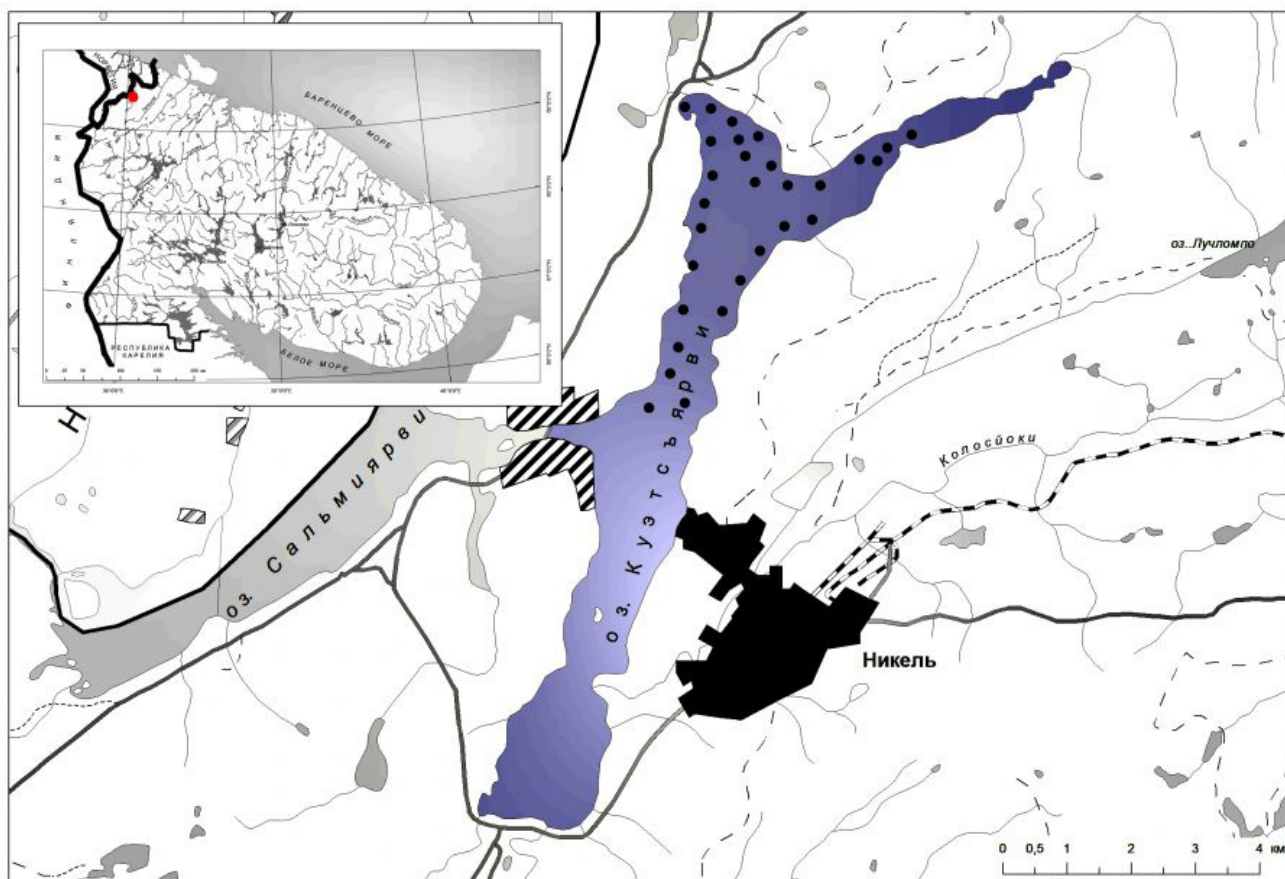 НОРВЕГИЯ
БАРЕНЦЕВО МОРЕ
ФИНЛЯНДИЯ
РЕСПУБЛИКА
КАРЕЛИЯ
БЕЛОЕ МОРЕ
Н
оз. Сальмиярви
оз. Куэтсъярви
оз..Лучломпо
Колосйоки
Никель
0 0,5 1 2 3 4 км